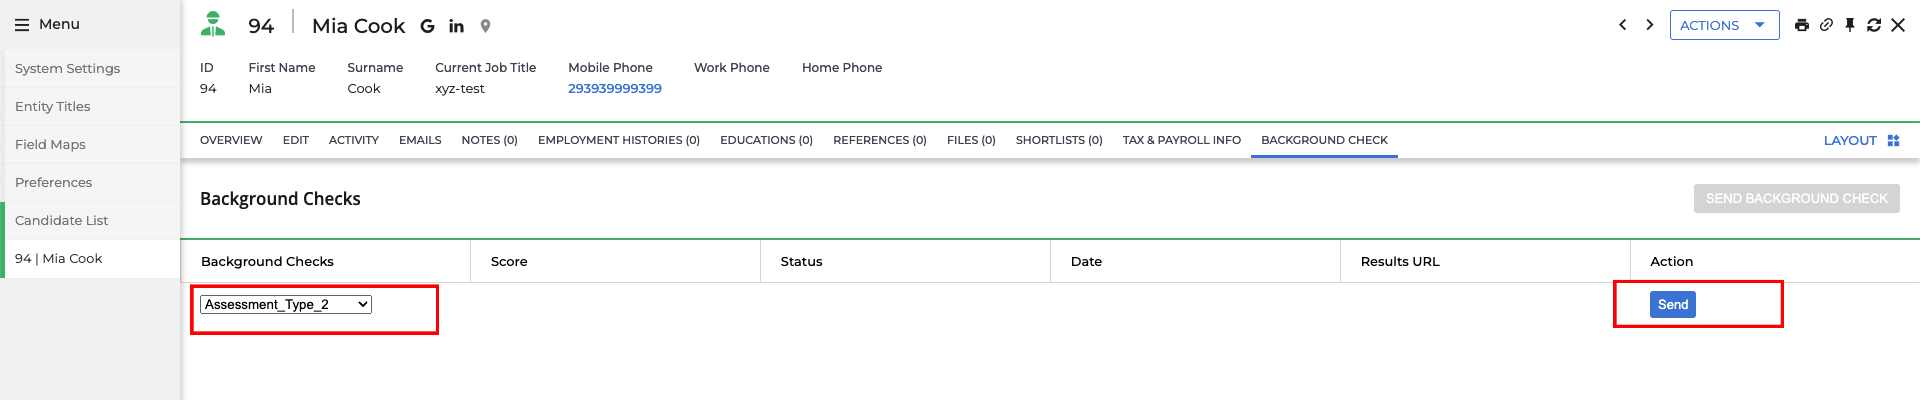 Menu
System Settings
Entity Titles
Field Maps
Preferences
Candidate List
94 | Mia Cook
94 Mia Cook G in
ACTIONS
ID First Name Surname Current Job Title Mobile Phone Work Phone Home Phone
94 Mia Cook xyz-test 293939999399
OVERVIEW EDIT ACTIVITY EMAILS NOTES (0) EMPLOYMENT HISTORIES (0) EDUCATIONS (0) REFERENCES (0) FILES (0) SHORTLISTS (0) TAX & PAYROLL INFO BACKGROUND CHECK LAYOUT
Background Checks SEND BACKGROUND CHECK
Background Checks Score Status Date Results URL Action
Assessment_Type_2 Send